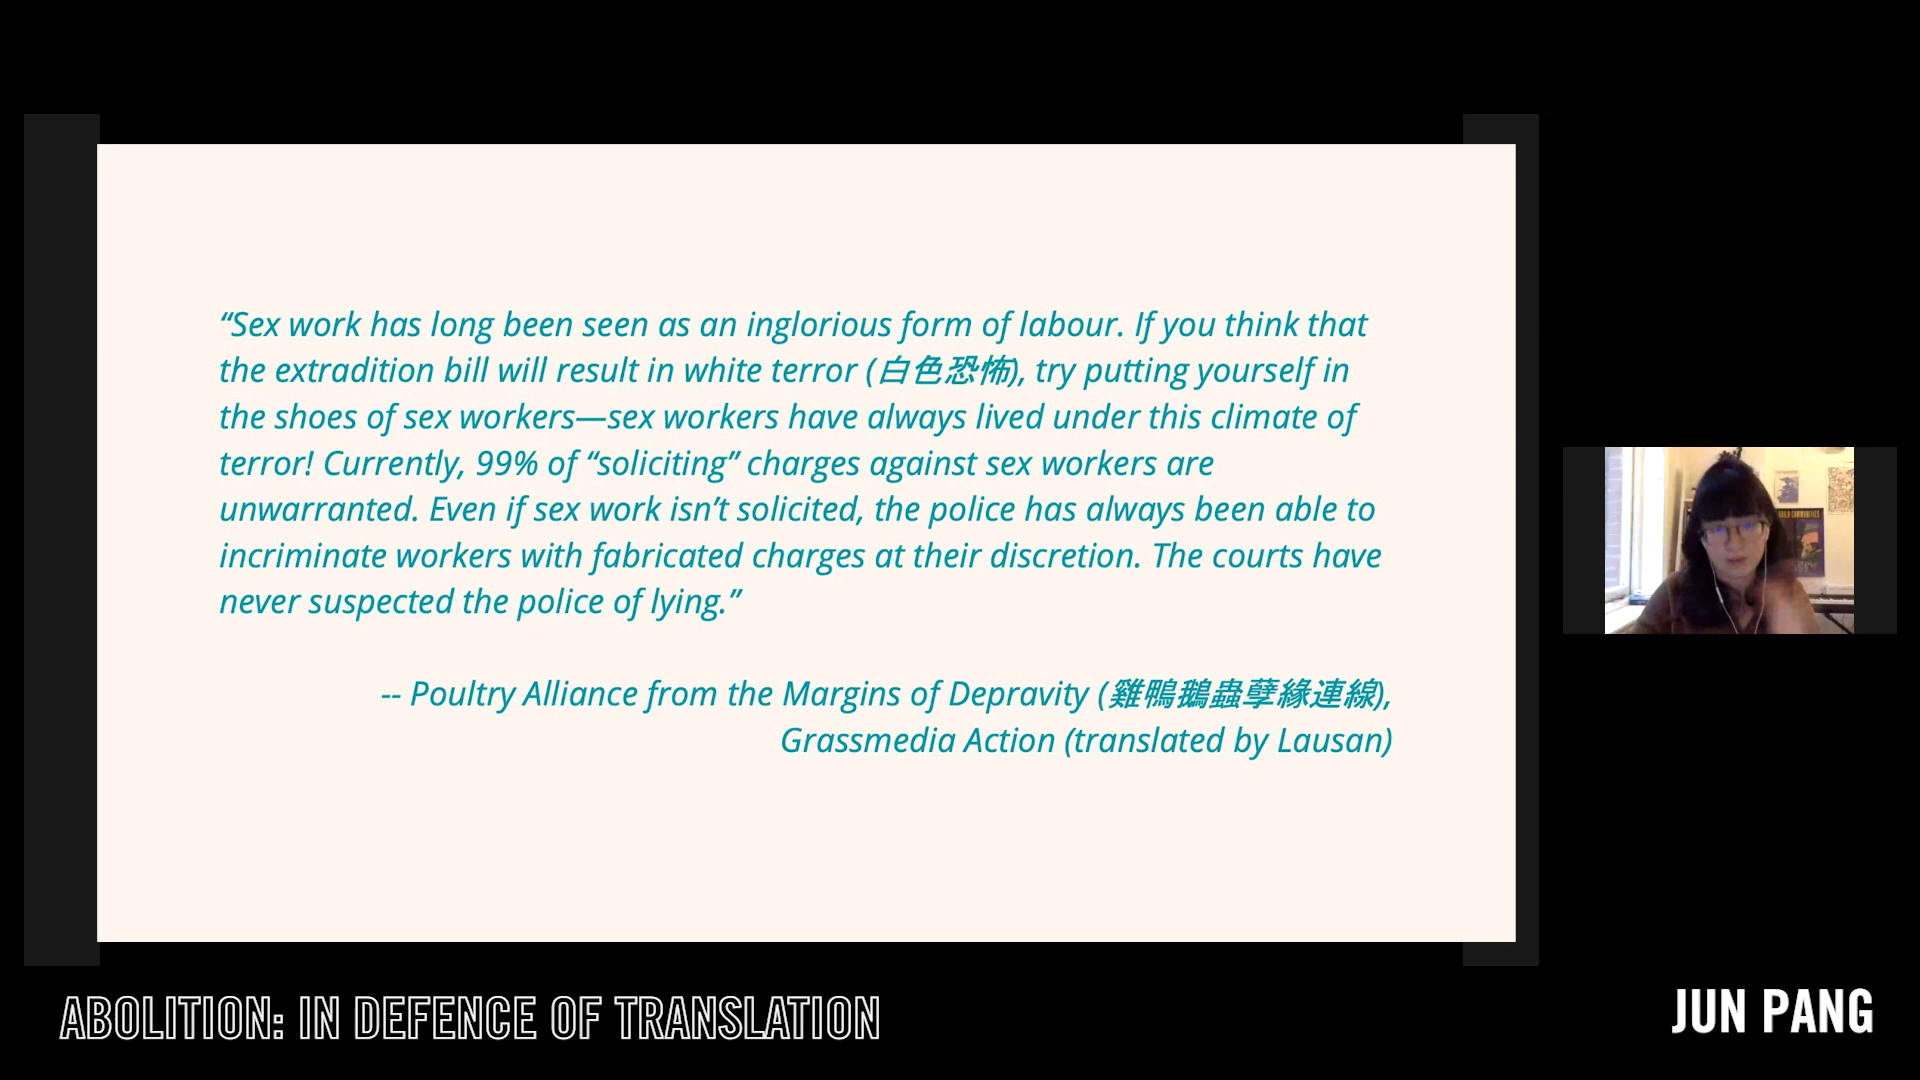 “Sex work has long been seen as an inglorious form of labour. If you think that
the extradition bill will result in white terror (白色恐怖), try putting yourself in
the shoes of sex workers—sex workers have always lived under this climate of
terror! Currently, 99% of “soliciting” charges against sex workers are
unwarranted. Even if sex work isn’t solicited, the police has always been able to
incriminate workers with fabricated charges at their discretion. The courts have
never suspected the police of lying.”
-- Poultry Alliance from the Margins of Depravity (雞鴨鵝蟲孽緣連線),
Grassmedia Action (translated by Lausan)
ABOLITION: IN DEFENCE OF TRANSLATION
JUN PANG